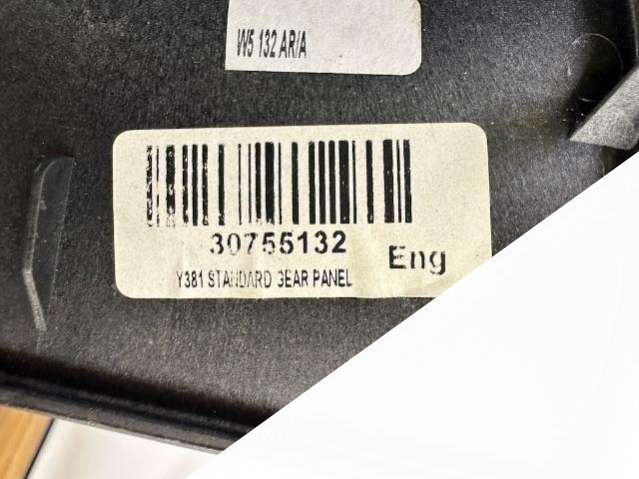 W5 132 AR/A
30755132
Eng
Y381 STANDARD GEAR PANEL